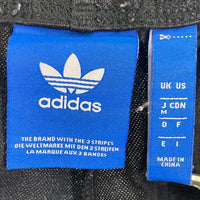 adidas
THE BRAND WITH THE 3 STRIPES
DIE WELTMARKE MIT DEN 3 STREIFEN
LA MARQUE AUX 3 BANDES
UK US
J CDN
M
D F
E I
MADE IN
CHINA